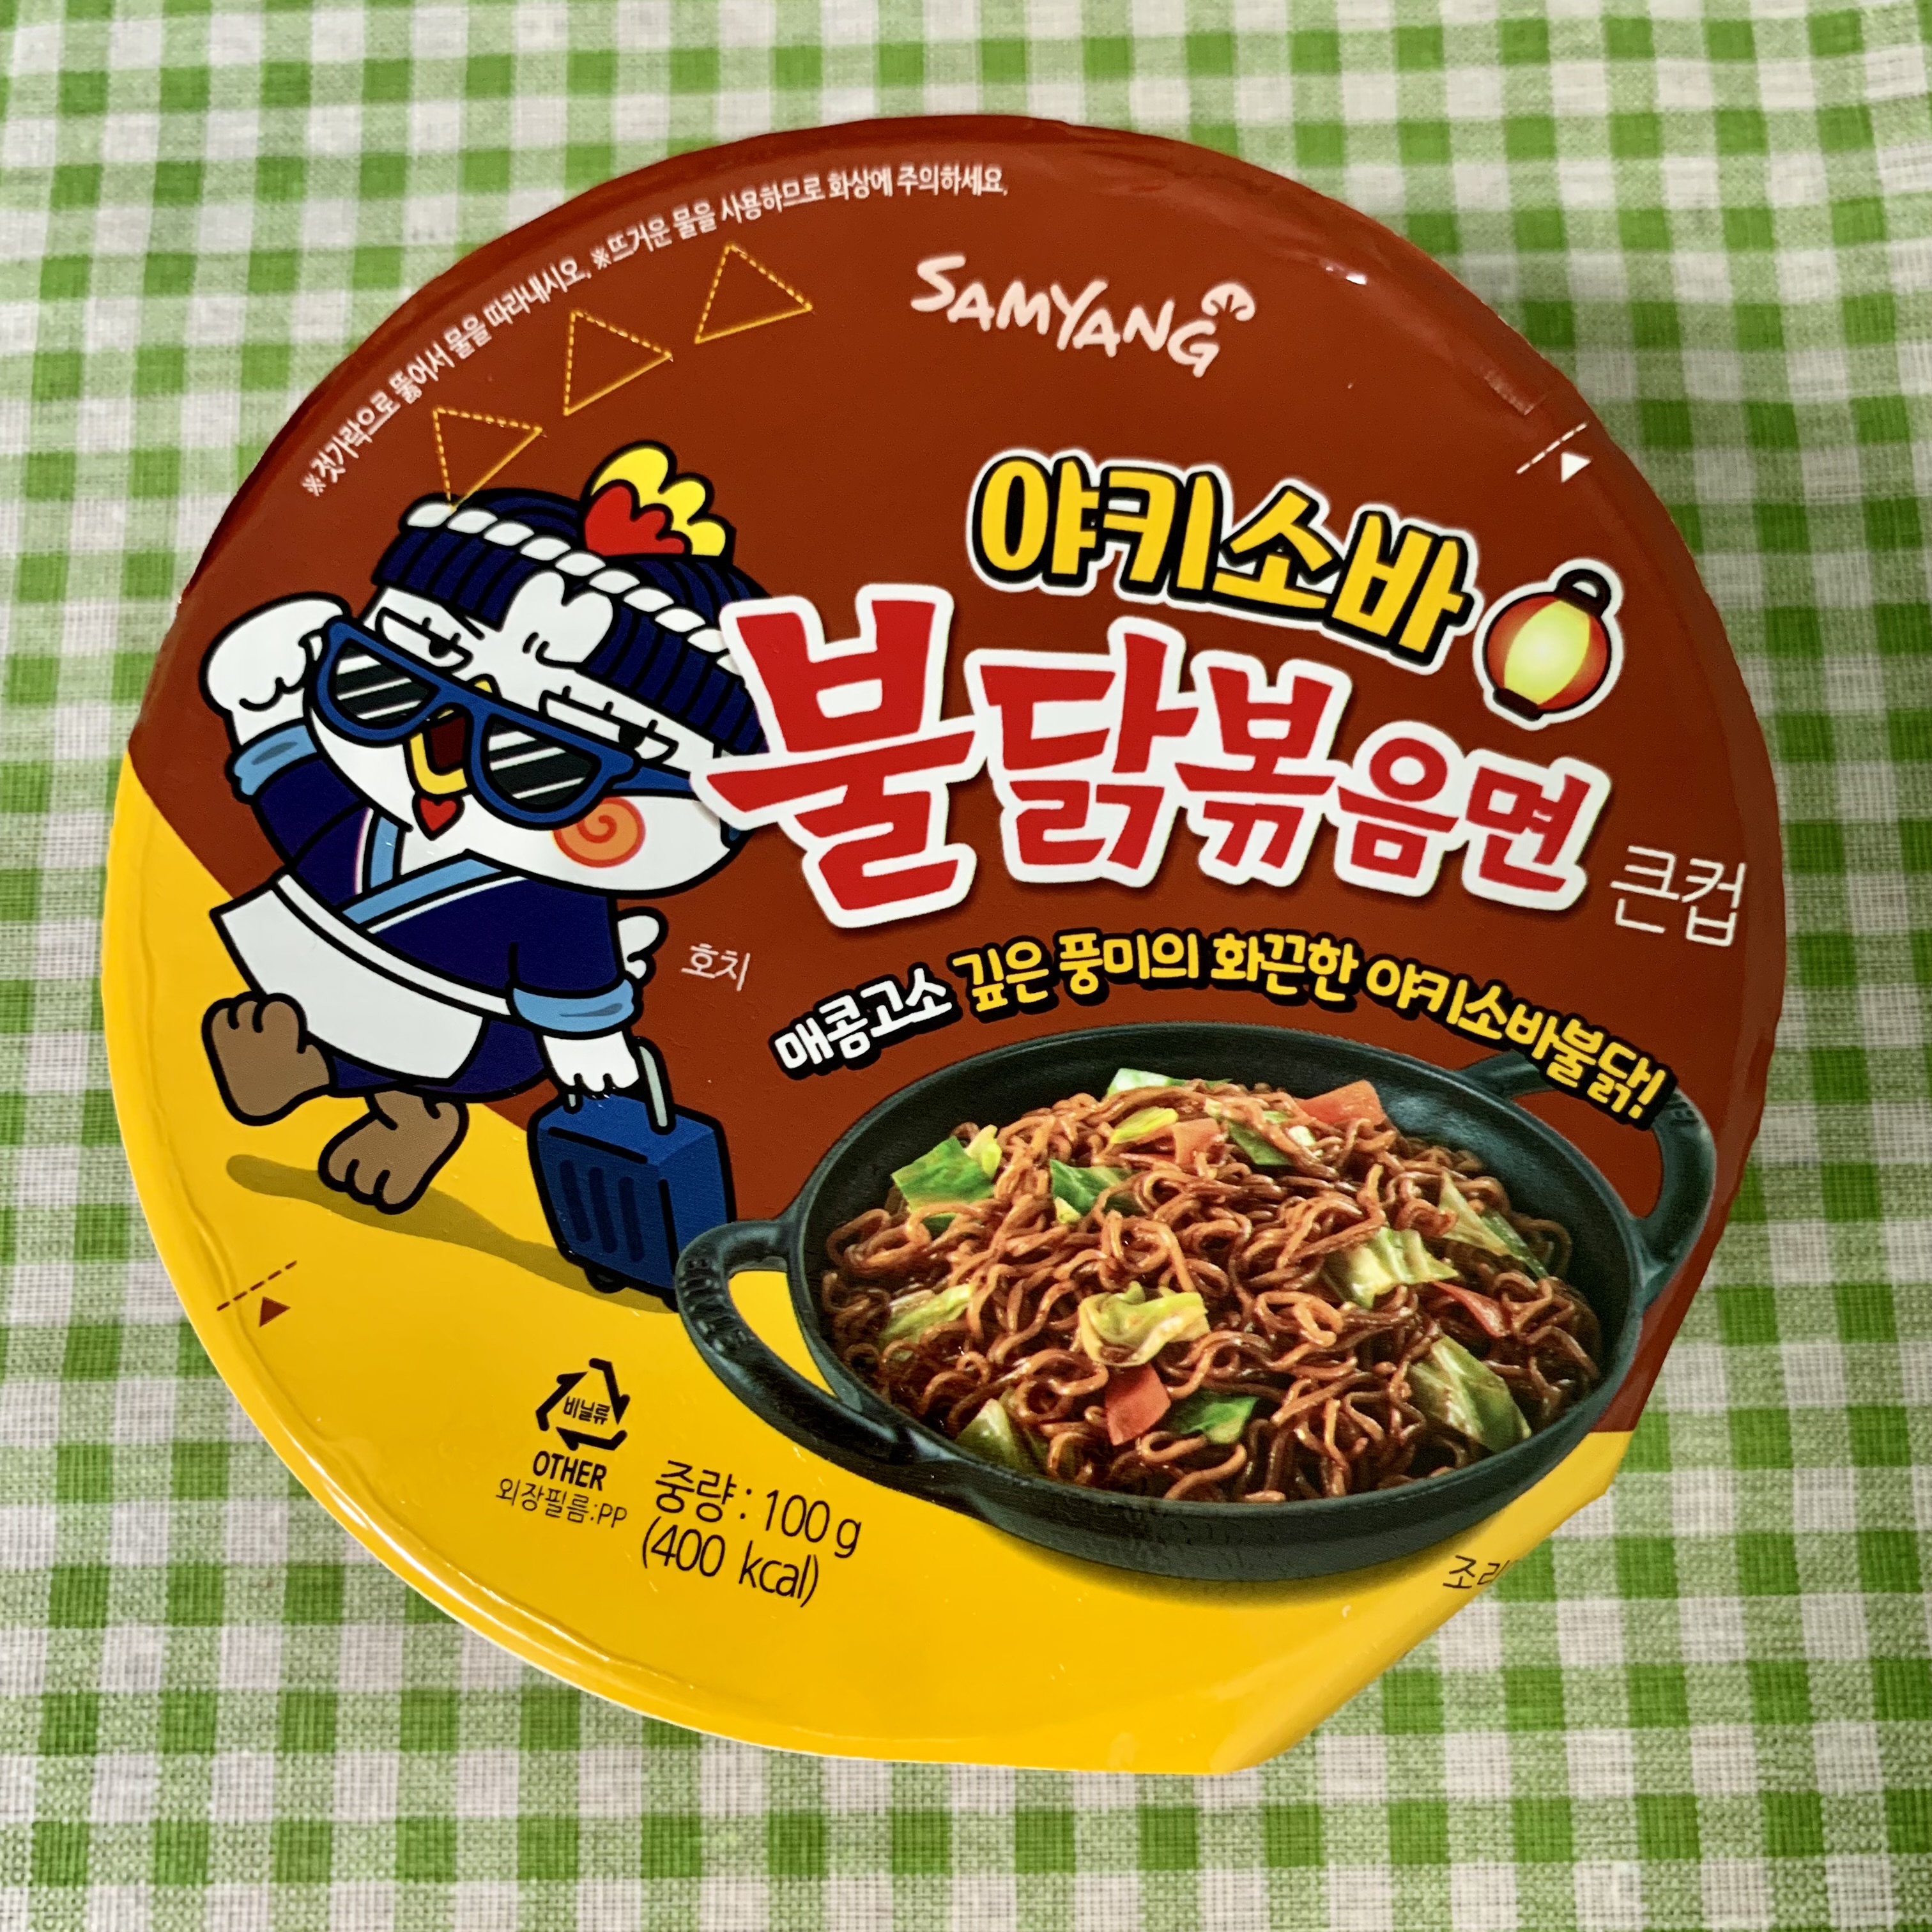 ※젓가락으로 뚫어서 물을 따라내시오. ※뜨거운 물을 사용하므로 화상에 주의하세요.
SAMYANG
야키소바
불닭볶음면
큰컵
호치
매콤고소 깊은 풍미의 화끈한 야키소바불닭!
비닐류
OTHER
외장필름:PP
중량 : 100 g
(400 kcal)